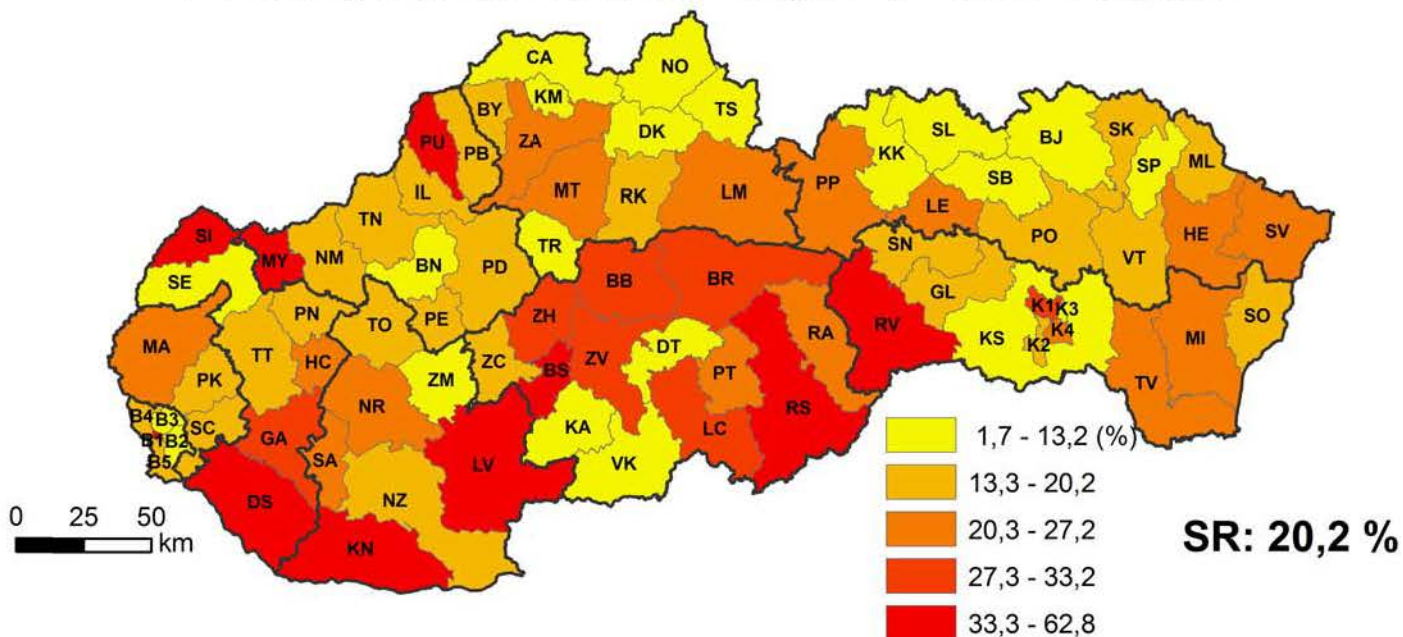 CA
NO
KM
BY
TS
DK
PU
ZA
PB
SL
BJ
SK
KK
SP
ML
SB
IL
MT
RK
LM
PP
LE
TN
SI
MY
NM
TR
SN
PO
VT
HE
SV
BN
PD
SE
BB
BR
GL
PN
TO
PE
ZH
RV
K1
K3
SO
MA
TT
HC
ZC
ZV
DT
RA
KS
K2
K4
MI
PK
ZM
BS
PT
TV
NR
RS
B4
B3
SC
KA
LC
B1
B2
GA
B5
SA
LV
VK
DS
NZ
KN
0 25 50
km
1,7 - 13,2 (%)
13,3 - 20,2
20,3 - 27,2
27,3 - 33,2
33,3 - 62,8
SR: 20,2 %